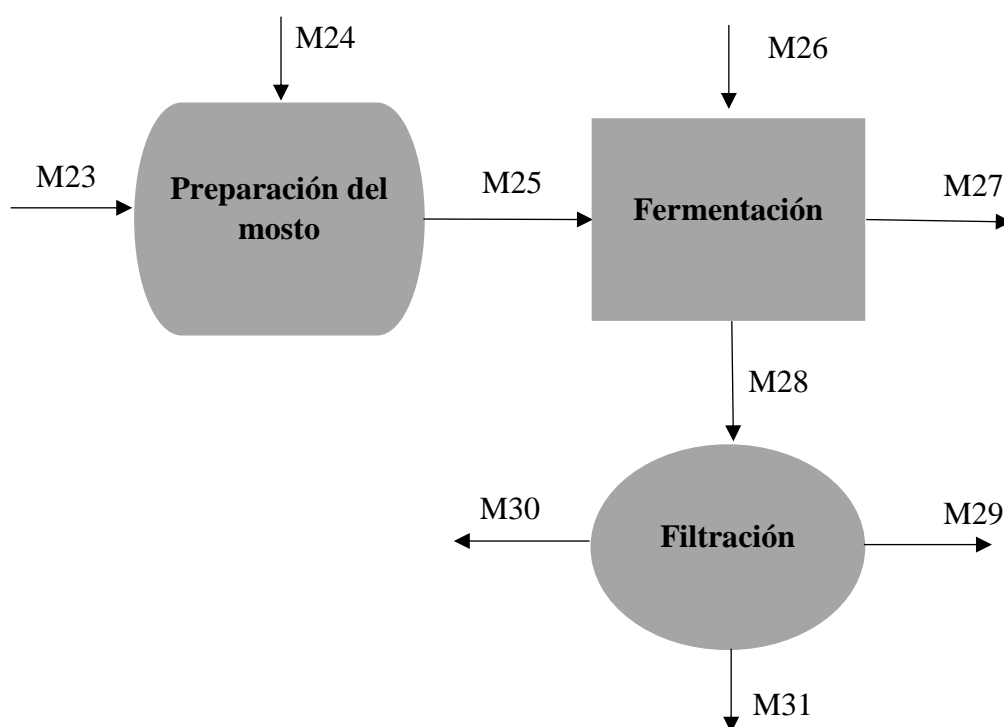 M24
M26
M23
Preparación del
mosto
M25
Fermentación
M27
M28
M30
Filtración
M29
M31